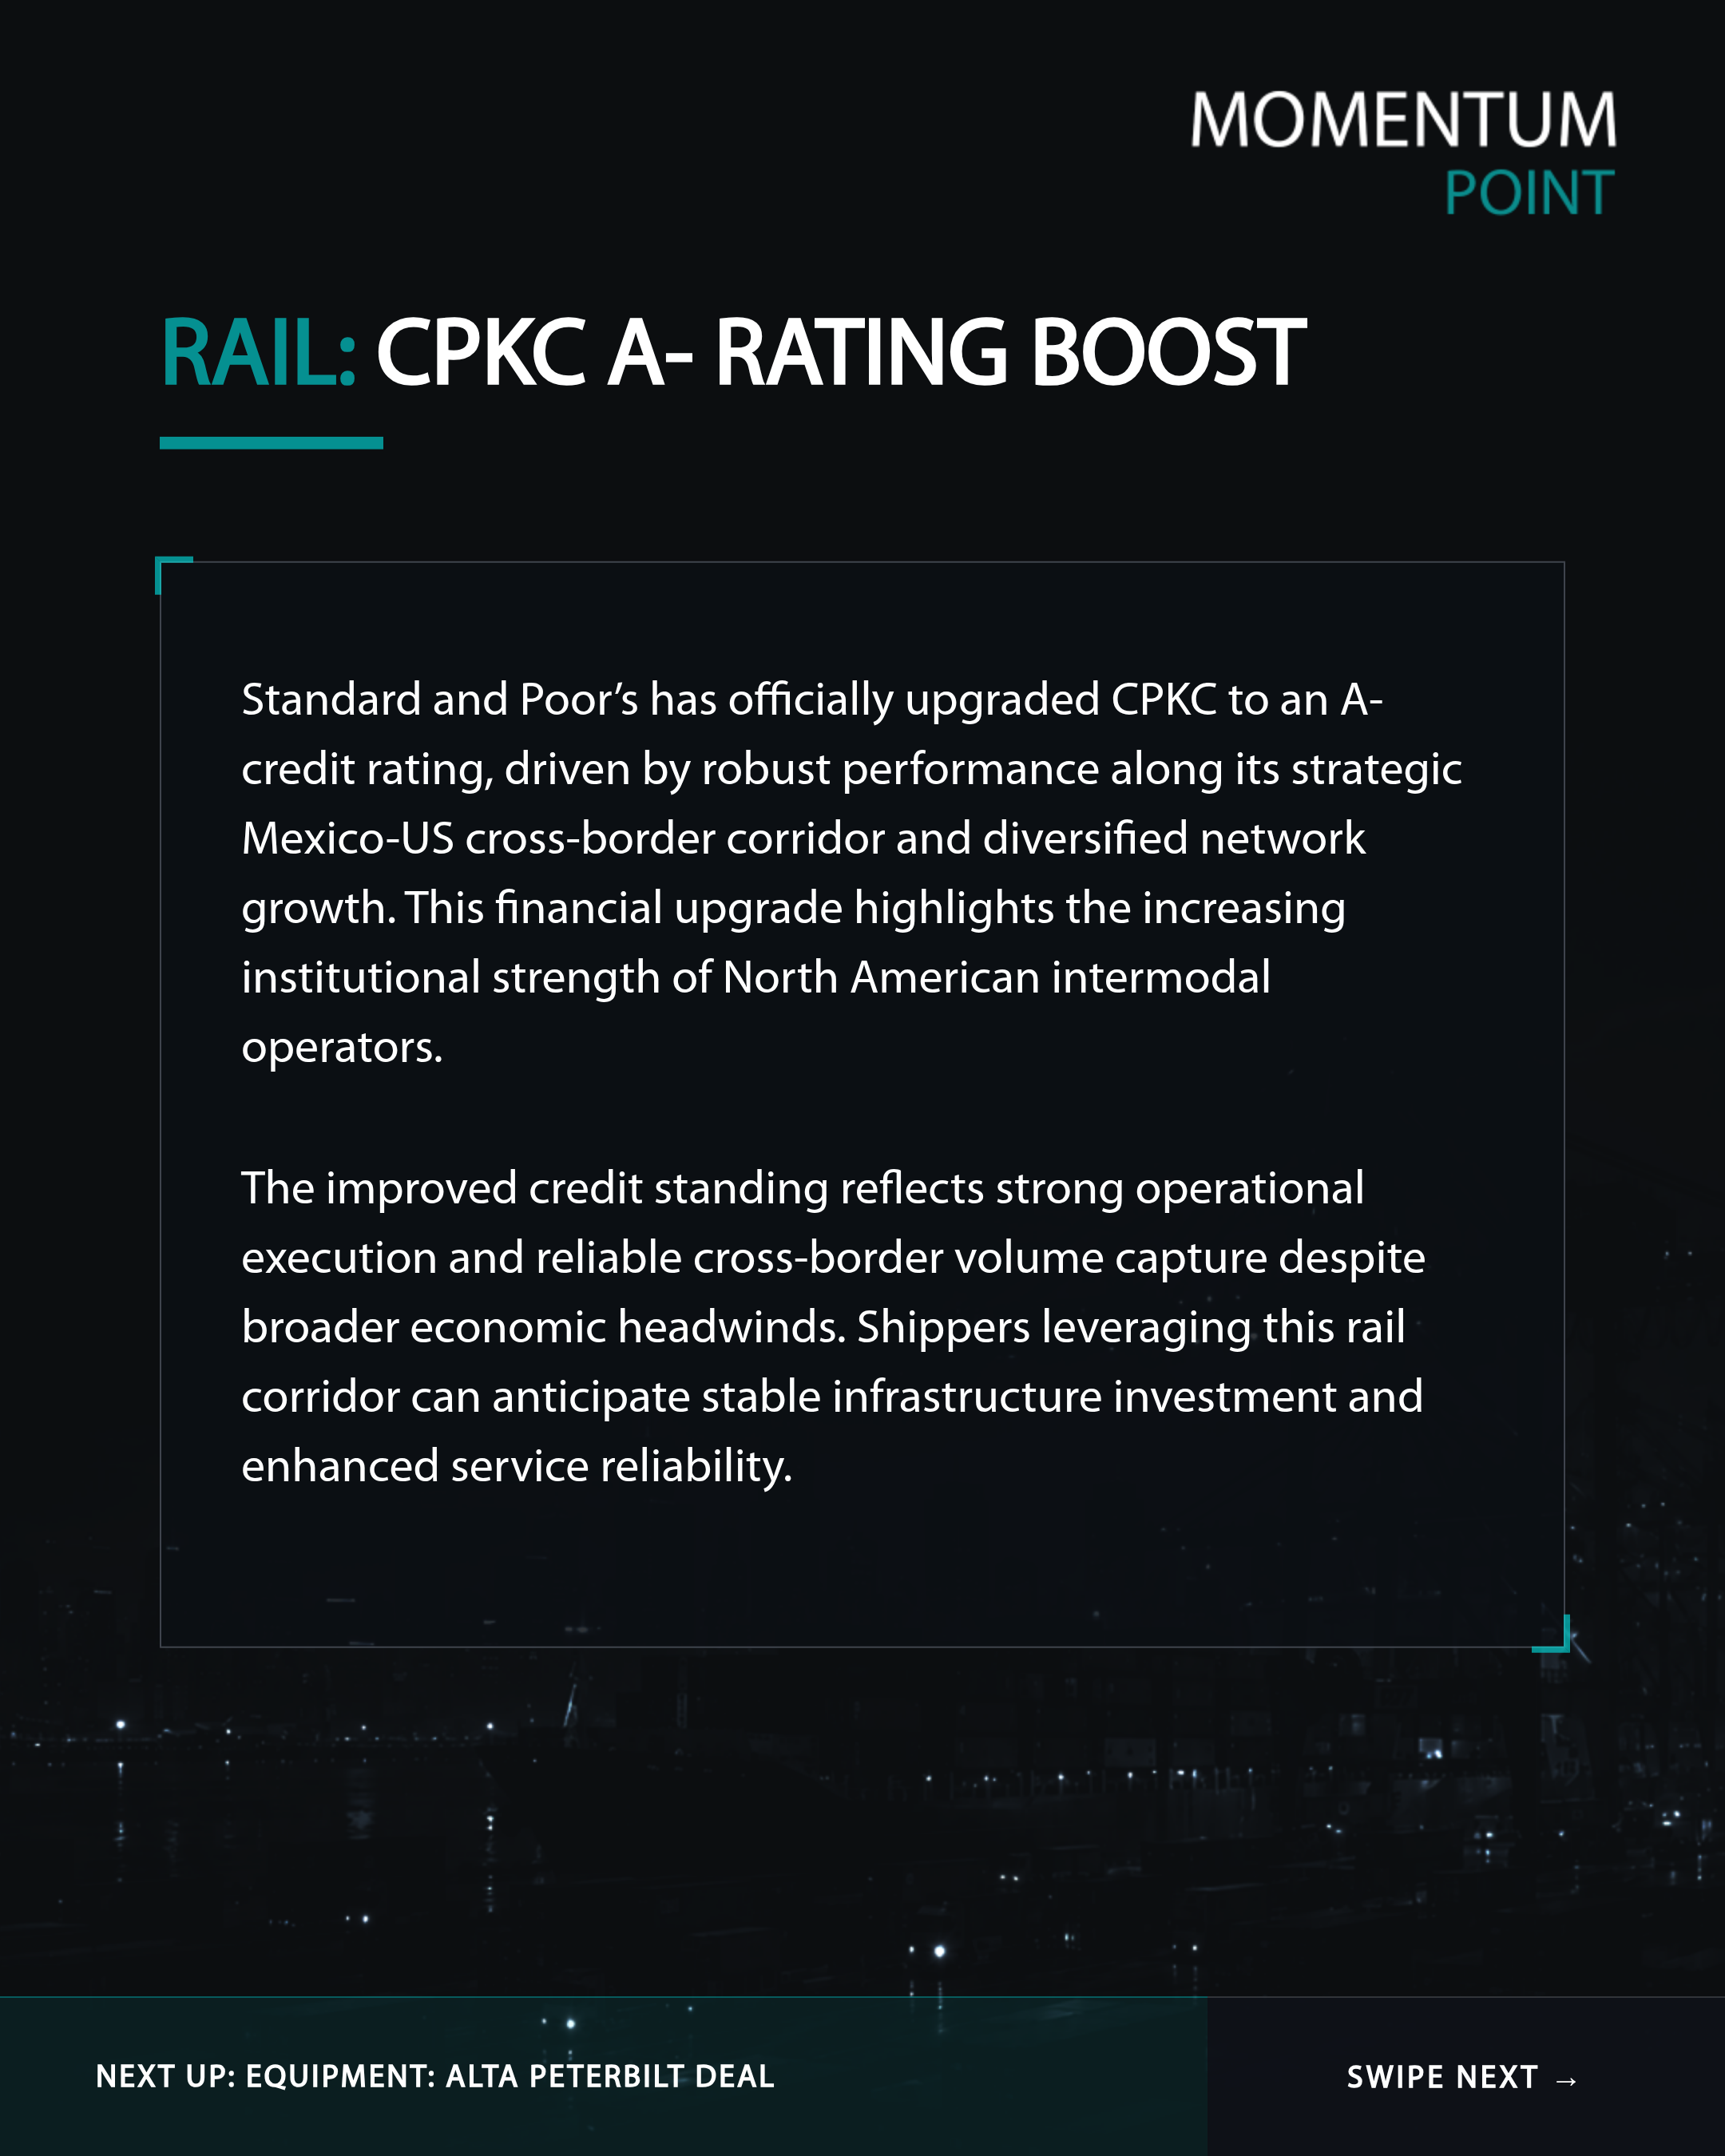 MOMENTUM
POINT
RAIL: CPKC A- RATING BOOST
Standard and Poor’s has officially upgraded CPKC to an A-
credit rating, driven by robust performance along its strategic
Mexico-US cross-border corridor and diversified network
growth. This financial upgrade highlights the increasing
institutional strength of North American intermodal
operators.
The improved credit standing reflects strong operational
execution and reliable cross-border volume capture despite
broader economic headwinds. Shippers leveraging this rail
corridor can anticipate stable infrastructure investment and
enhanced service reliability.
NEXT UP: EQUIPMENT: ALTA PETERBILT DEAL
SWIPE NEXT →